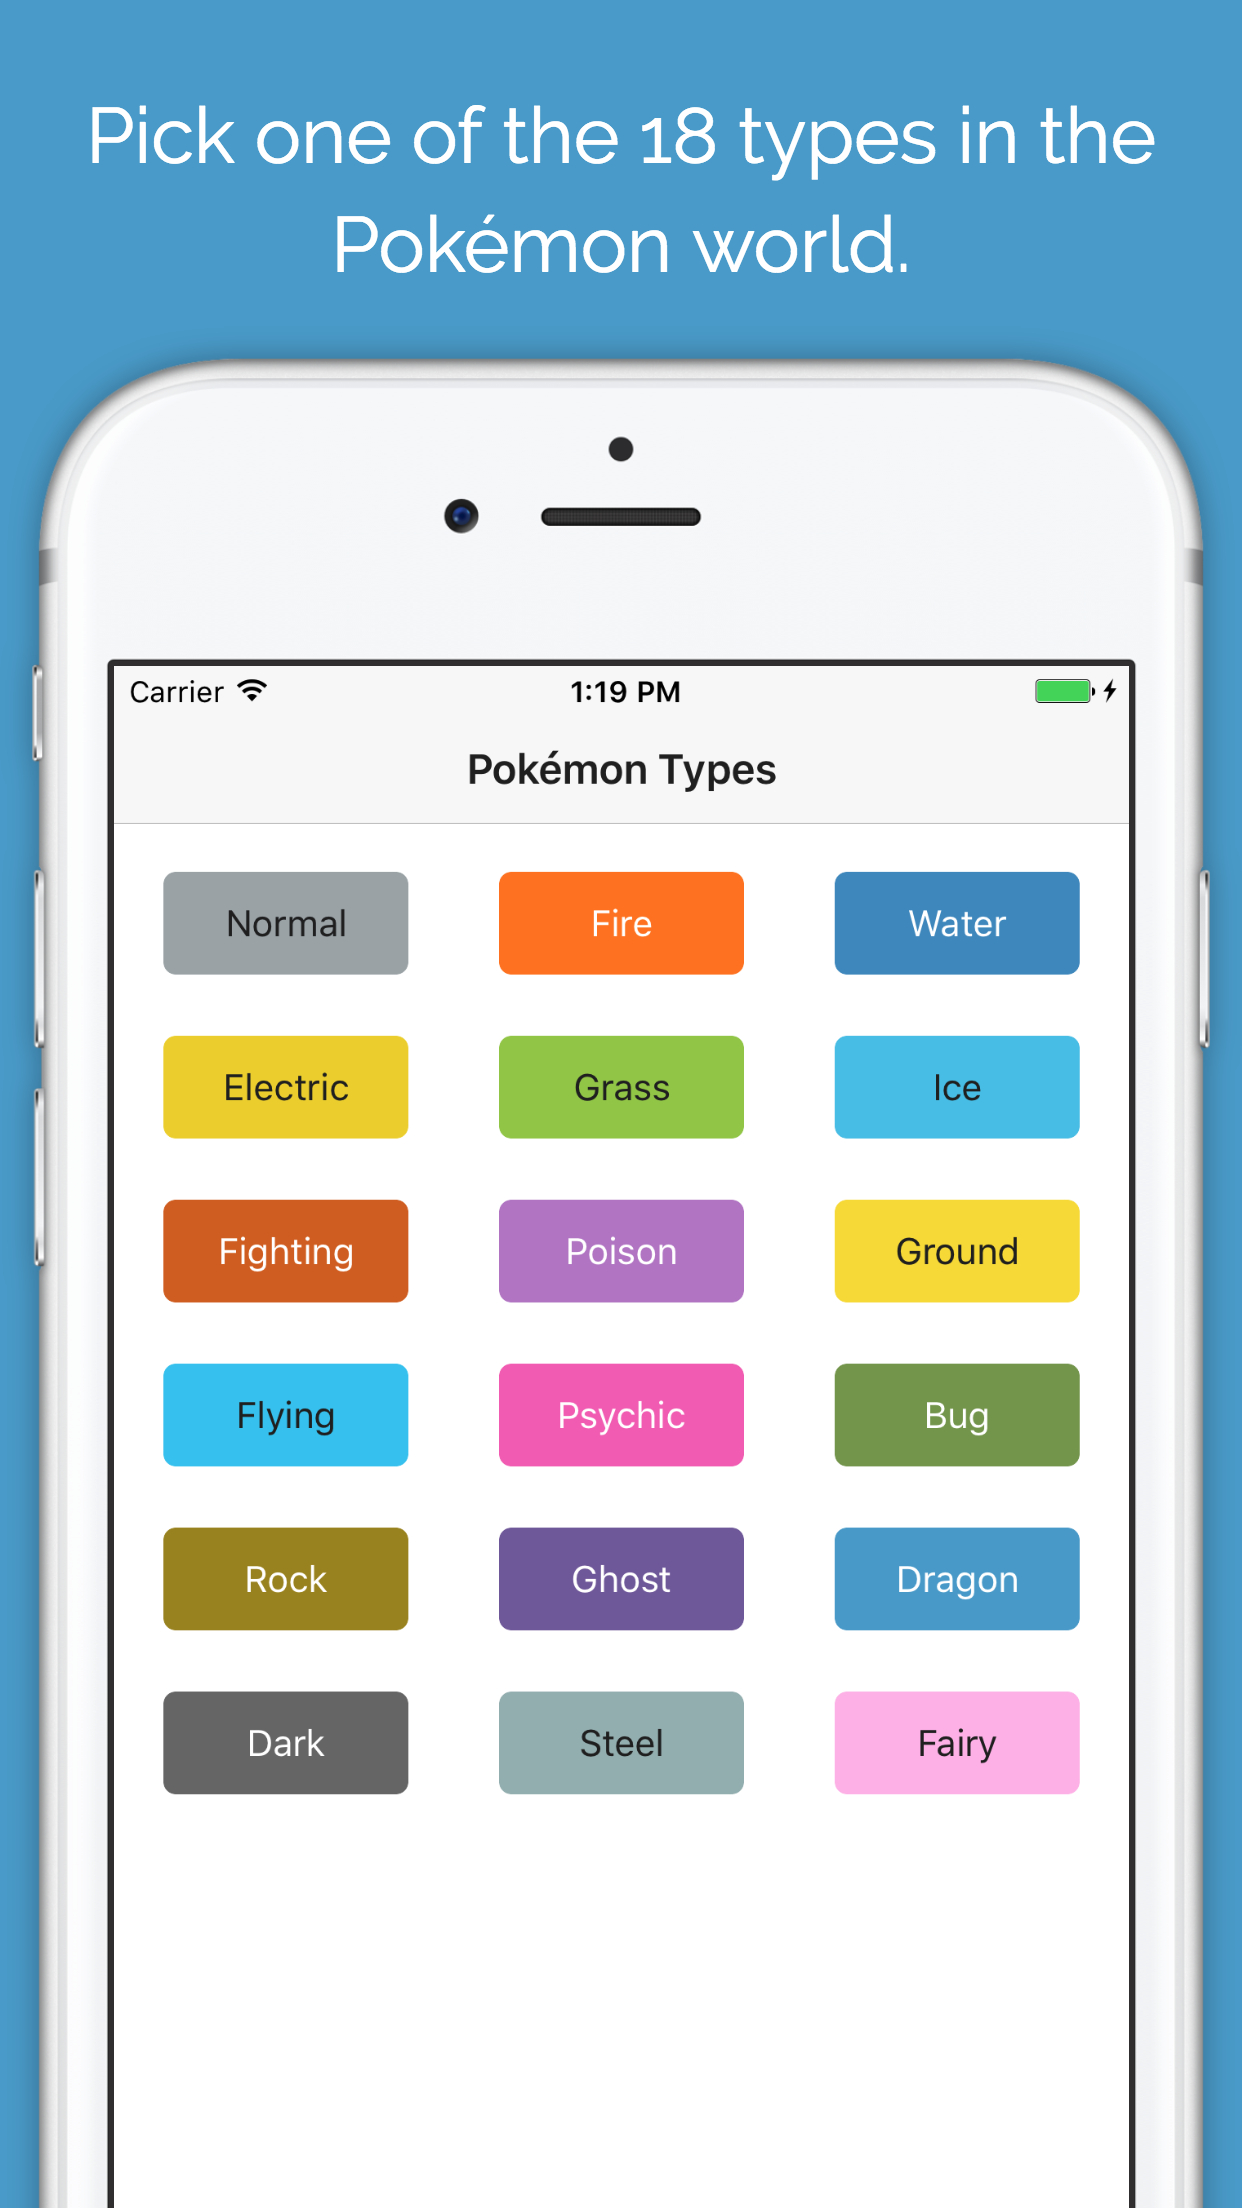 Pick one of the 18 types in the
Pokémon world.
Carrier 1:19 PM
Pokémon Types
Normal Fire Water
Electric Grass Ice
Fighting Poison Ground
Flying Psychic Bug
Rock Ghost Dragon
Dark Steel Fairy